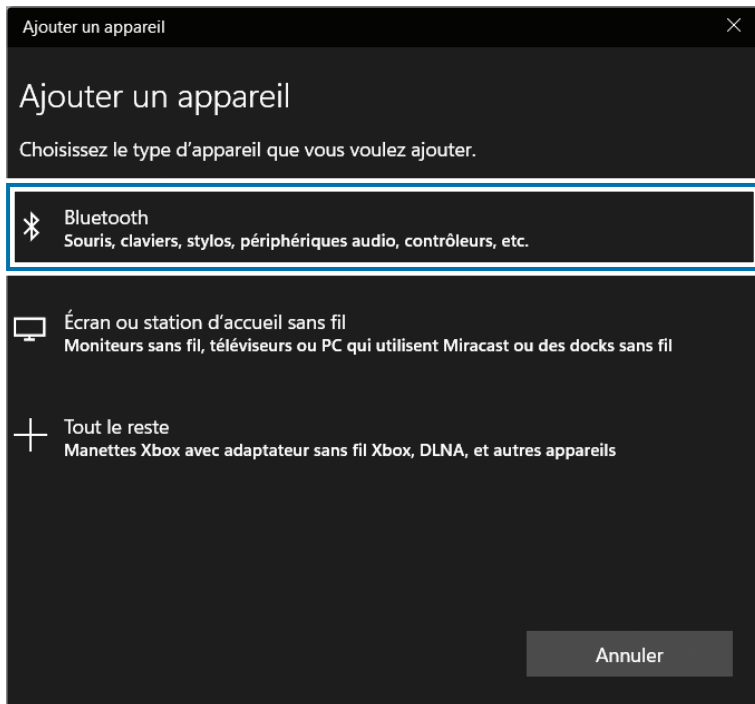 Ajouter un appareil
Ajouter un appareil
Choisissez le type d'appareil que vous voulez ajouter.
Bluetooth
Souris, claviers, stylos, périphériques audio, contrôleurs, etc.
Écran ou station d'accueil sans fil
Moniteurs sans fil, téléviseurs ou PC qui utilisent Miracast ou des docks sans fil
Tout le reste
Manettes Xbox avec adaptateur sans fil Xbox, DLNA, et autres appareils
Annuler